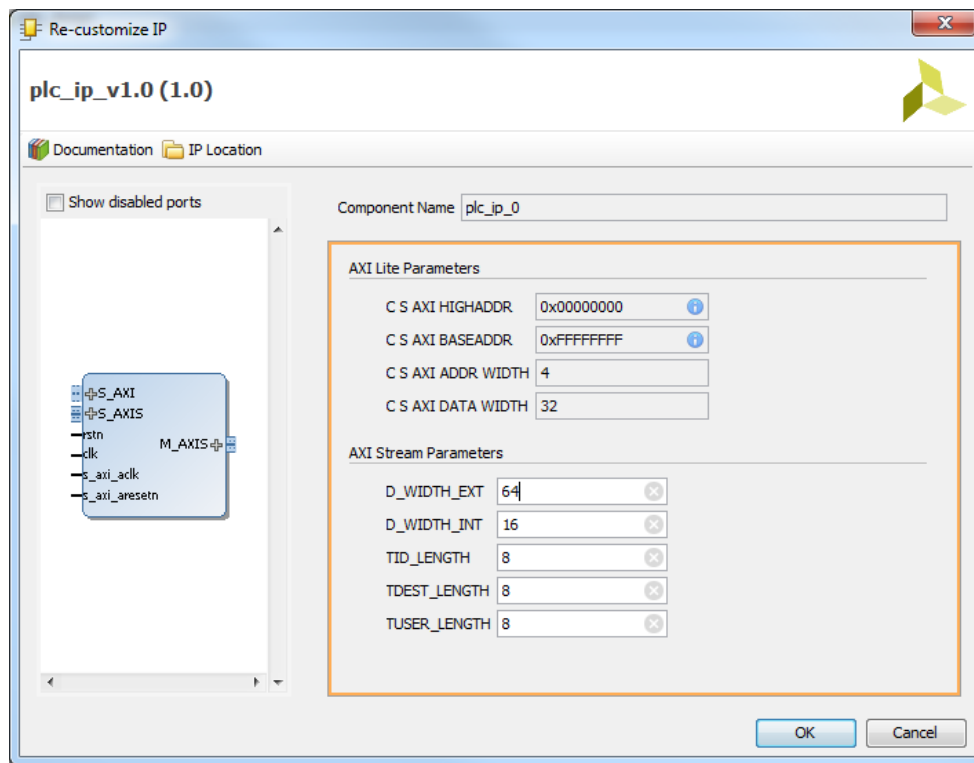 Re-customize IP
plc_ip_v1.0 (1.0)
Documentation IP Location
Show disabled ports
S_AXI
S_AXIS
rstn
clk
s_axi_aclk
s_axi_aresetn
M_AXIS
Component Name plc_ip_0
AXI Lite Parameters
C S AXI HIGHADDR 0x00000000
C S AXI BASEADDR 0xFFFFFFFF
C S AXI ADDR WIDTH 4
C S AXI DATA WIDTH 32
AXI Stream Parameters
D_WIDTH_EXT 64
D_WIDTH_INT 16
TID_LENGTH 8
TDEST_LENGTH 8
TUSER_LENGTH 8
OK Cancel